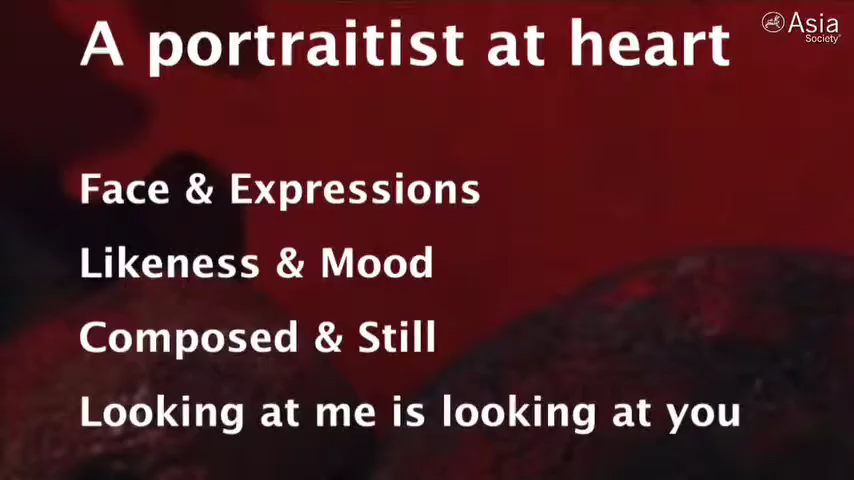 A portraitist at heart
Asia
Society
Face & Expressions
Likeness & Mood
Composed & Still
Looking at me is looking at you